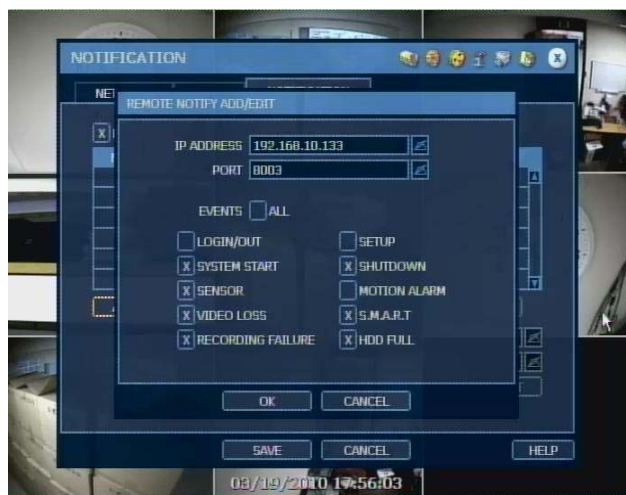 NOTIFICATION
REMOTE NOTIFY ADD/EDIT
IP ADDRESS 192.168.10.133
PORT 8003
EVENTS ALL
LOGIN/OUT SETUP
X SYSTEM START X SHUTDOWN
X SENSOR MOTION ALARM
X VIDEO LOSS X S.M.A.R.T
X RECORDING FAILURE X HDD FULL
OK CANCEL
SAVE CANCEL HELP
03/19/2010 17:56:03